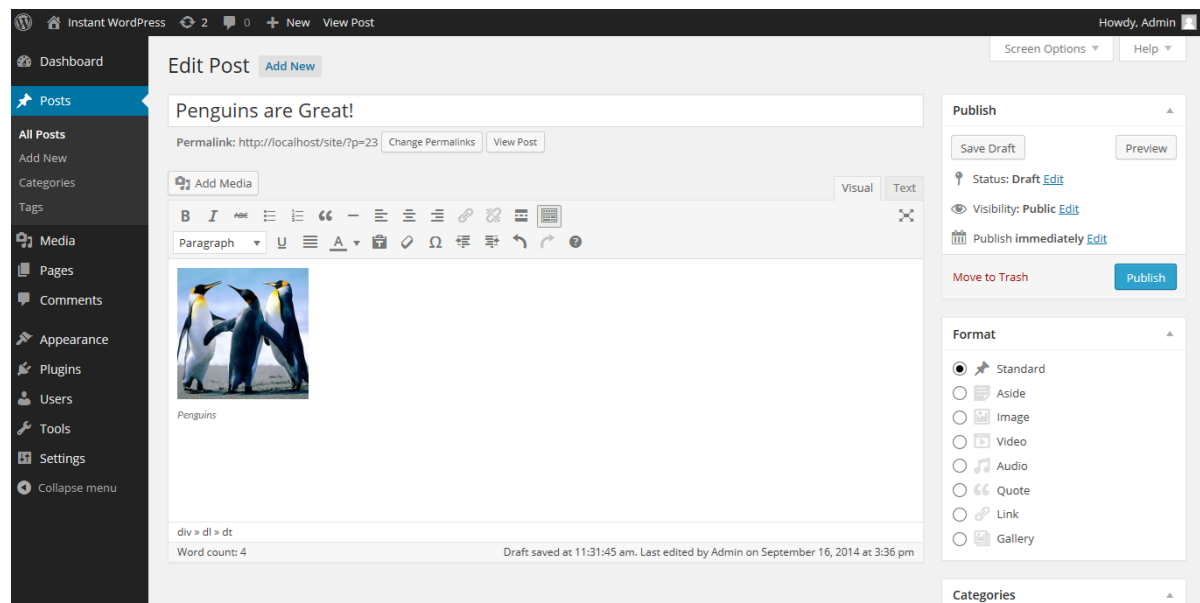 Instant WordPress 2 0 New View Post Howdy, Admin
Screen Options Help
Dashboard
Posts
All Posts
Add New
Categories
Tags
Media
Pages
Comments
Appearance
Plugins
Users
Tools
Settings
Collapse menu
Edit Post Add New
Penguins are Great!
Permalink: http://localhost/site/?p=23 Change Permalinks View Post
Add Media
Visual Text
B I ABC
Paragraph U A Ω
Penguins
div » dl » dt
Word count: 4 Draft saved at 11:31:45 am. Last edited by Admin on September 16, 2014 at 3:36 pm
Publish
Save Draft Preview
Status: Draft Edit
Visibility: Public Edit
Publish immediately Edit
Move to Trash Publish
Format
Standard
Aside
Image
Video
Audio
Quote
Link
Gallery
Categories